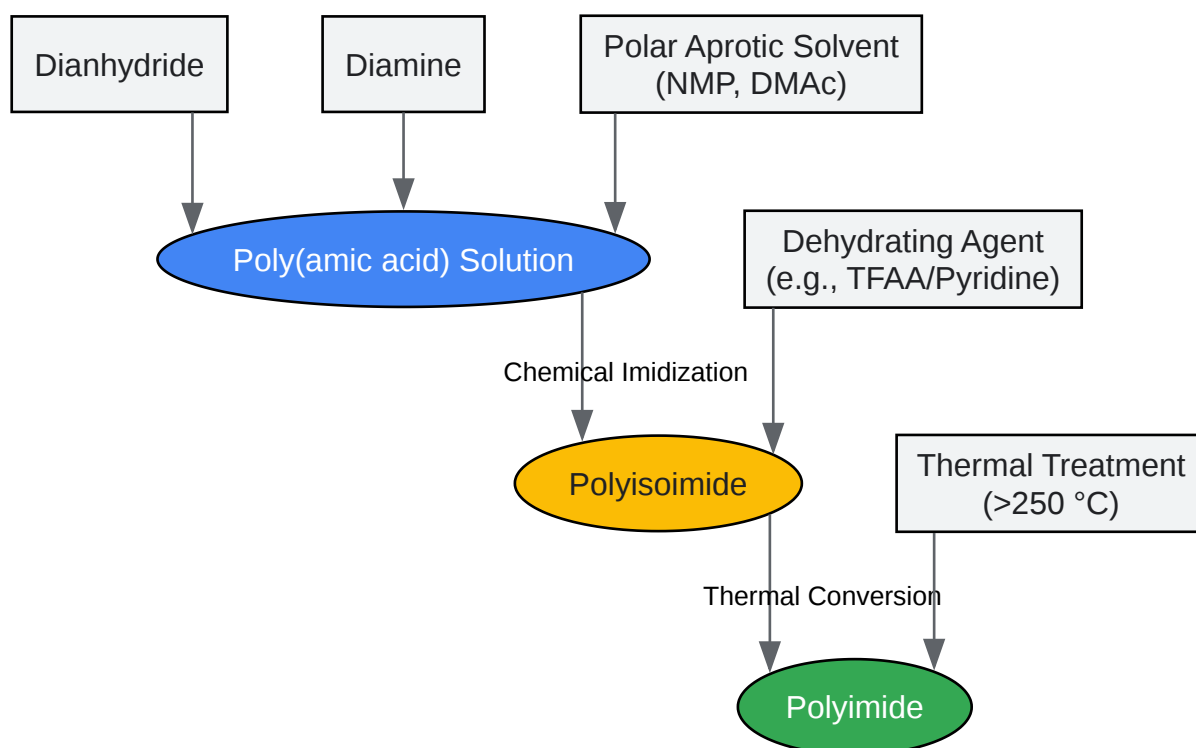 Dianhydride
Diamine
Polar Aprotic Solvent
(NMP, DMAc)
Poly(amic acid) Solution
Dehydrating Agent
(e.g., TFAA/Pyridine)
Chemical Imidization
Polyisoimide
Thermal Treatment
(>250 °C)
Thermal Conversion
Polyimide